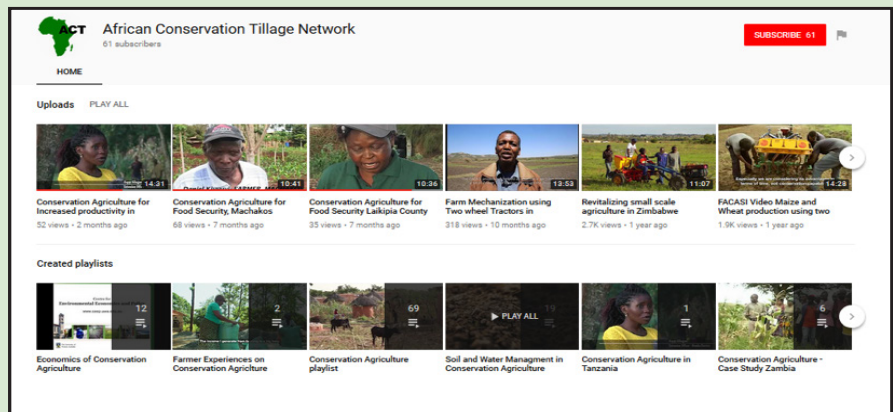 ACT
African Conservation Tillage Network
61 subscribers
SUBSCRIBE 61
HOME
Uploads PLAY ALL
14:31
10:41
10:36
13:53
11:07
14:28
Conservation Agriculture for
Increased productivity in
52 views • 2 months ago
Conservation Agriculture for
Food Security, Machakos
68 views • 7 months ago
Conservation Agriculture for
Food Security Laikipia County
35 views • 7 months ago
Farm Mechanization using
Two wheel Tractors in
318 views • 10 months ago
Revitalizing small scale
agriculture in Zimbabwe
2.7K views • 1 year ago
FACASI Video Maize and
Wheat production using two
1.9K views • 1 year ago
Created playlists
12
2
69
PLAY ALL
19
1
6
Economics of Conservation
Agriculture
Farmer Experiences on
Conservation Agriclture
Conservation Agriculture
playlist
Soil and Water Managment in
Conservation Agriculture
Conservation Agriculture in
Tanzania
Conservation Agriculture -
Case Study Zambia